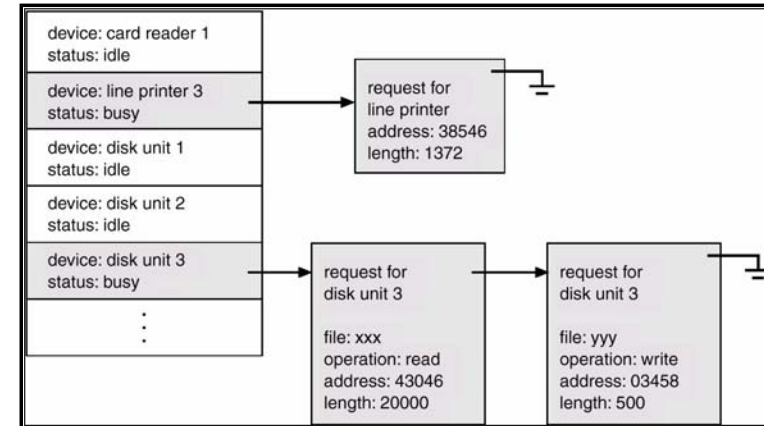 device: card reader 1
status: idle
device: line printer 3
status: busy
device: disk unit 1
status: idle
device: disk unit 2
status: idle
device: disk unit 3
status: busy
request for
line printer
address: 38546
length: 1372
request for
disk unit 3
file: xxx
operation: read
address: 43046
length: 20000
request for
disk unit 3
file: yyy
operation: write
address: 03458
length: 500